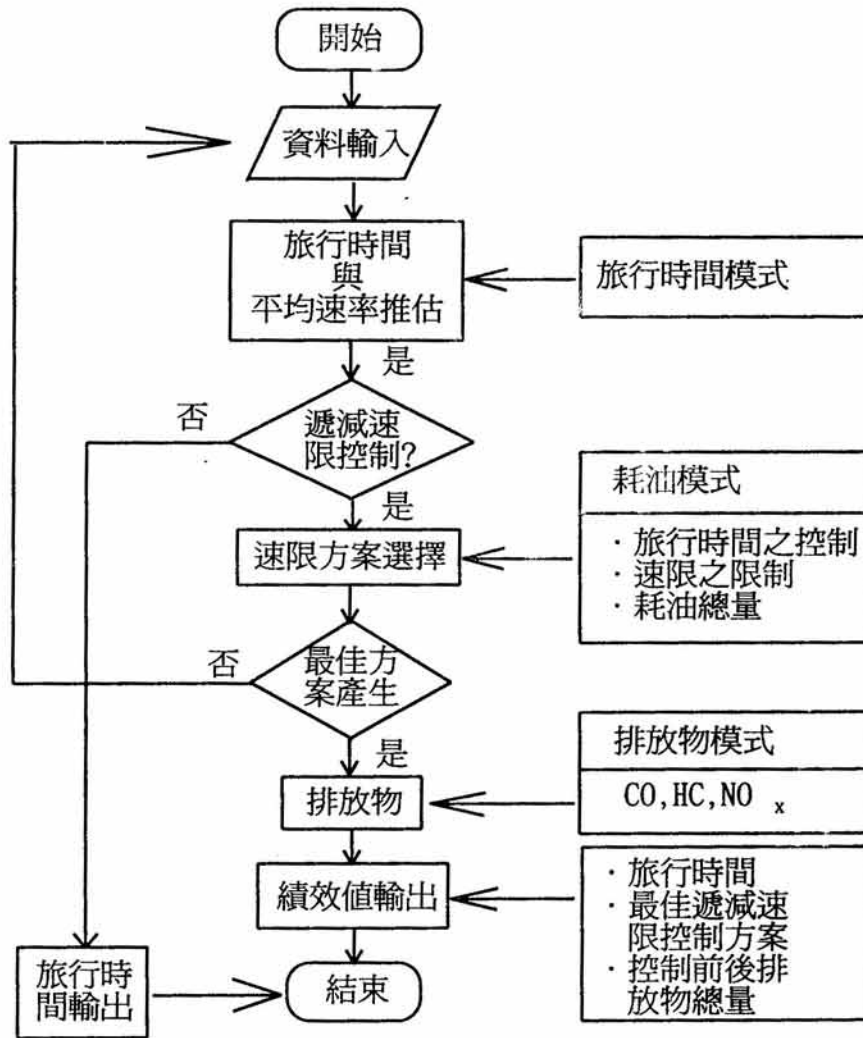 開始
資料輸入
旅行時間
與
平均速率推估
旅行時間模式
是
否
遞減速
限控制?
是
耗油模式
速限方案選擇
·旅行時間之控制
·速限之限制
·耗油總量
否
最佳方
案產生
是
排放物模式
排放物
CO,HC,NOₓ
績效值輸出
·旅行時間
·最佳遞減速
限控制方案
·控制前後排
放物總量
旅行時
間輸出
結束